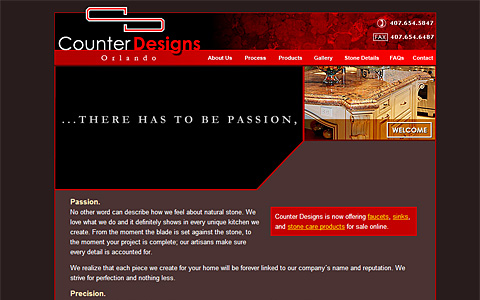 Counter Designs
Orlando
407.654.5847
FAX 407.654.6487
About Us Process Products Gallery Stone Details FAQs Contact
...THERE HAS TO BE PASSION,
WELCOME
Passion.
No other word can describe how we feel about natural stone. We
love what we do and it definitely shows in every unique kitchen we
create. From the moment the blade is set against the stone, to
the moment your project is complete; our artisans make sure
every detail is accounted for.
Counter Designs is now offering faucets, sinks,
and stone care products for sale online.
We realize that each piece we create for your home will be forever linked to our company`s name and reputation. We
strive for perfection and nothing less.
Precision.